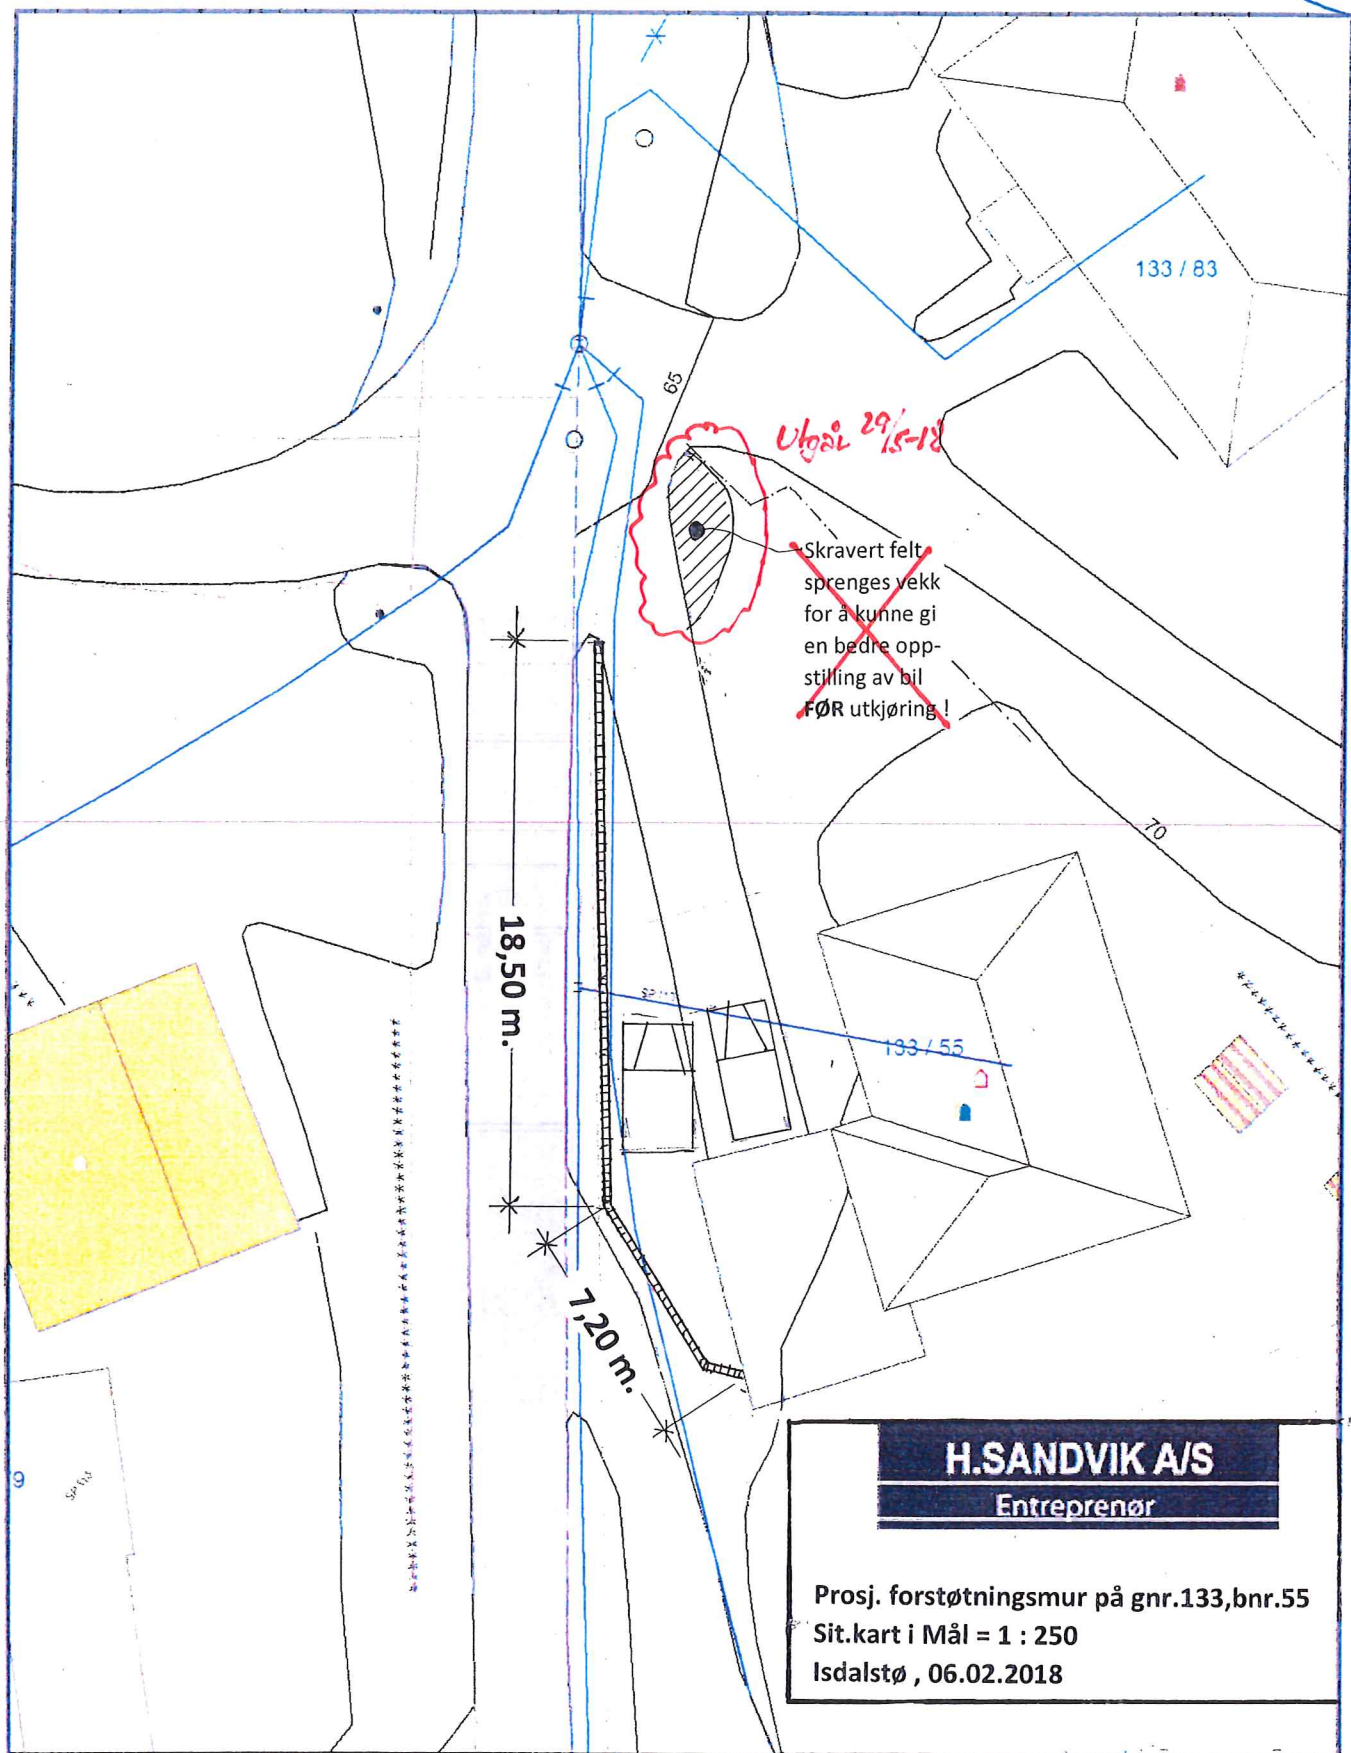 133 / 83
65
Utgår 29/5-18
Skravert felt
sprenges vekk
for å kunne gi
en bedre opp-
stilling av bil
FØR utkjøring !
70
18,50 m.
133 / 55
7,20 m.
9
H.SANDVIK A/S
Entreprenør
Prosj. forstøtningsmur på gnr.133,bnr.55
Sit.kart i Mål = 1 : 250
Isdalstø , 06.02.2018